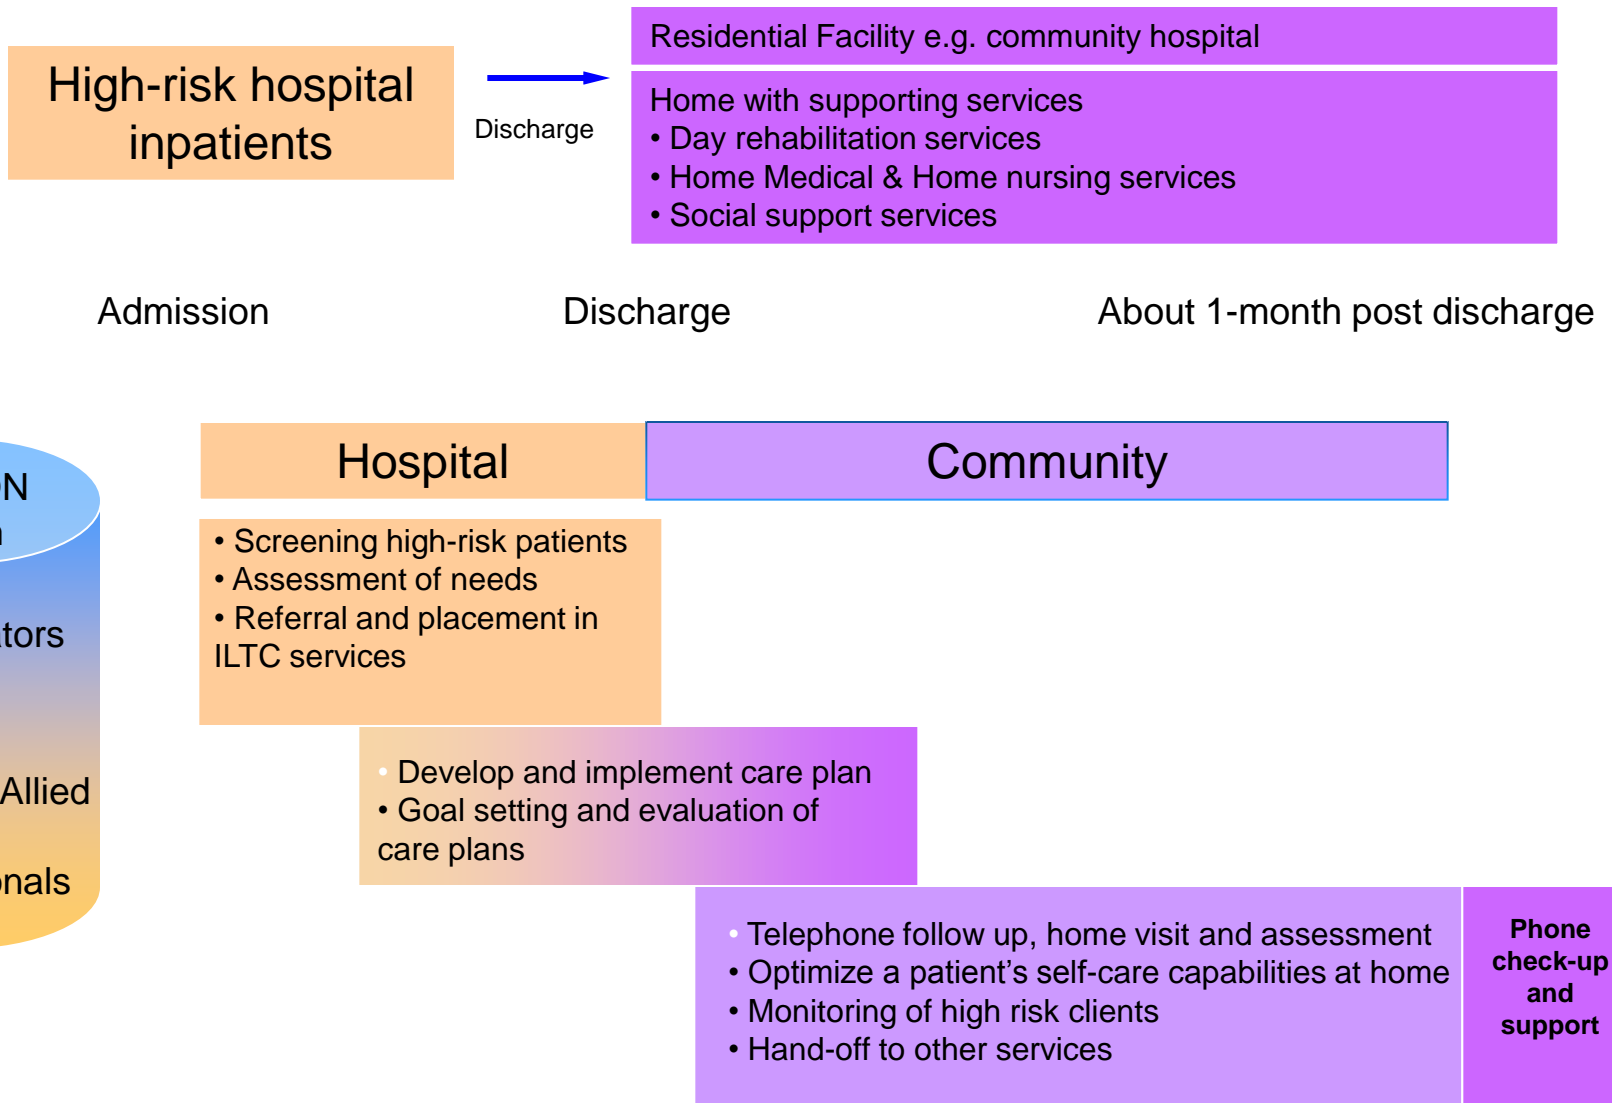 Residential Facility e.g. community hospital
High-risk hospital
inpatients
Discharge
Home with supporting services
• Day rehabilitation services
• Home Medical & Home nursing services
• Social support services
Admission
Discharge
About 1-month post discharge
Hospital
Community
• Screening high-risk patients
• Assessment of needs
• Referral and placement in
ILTC services
Allied
• Develop and implement care plan
• Goal setting and evaluation of
care plans
• Telephone follow up, home visit and assessment
• Optimize a patient’s self-care capabilities at home
• Monitoring of high risk clients
• Hand-off to other services
Phone
check-up
and
support